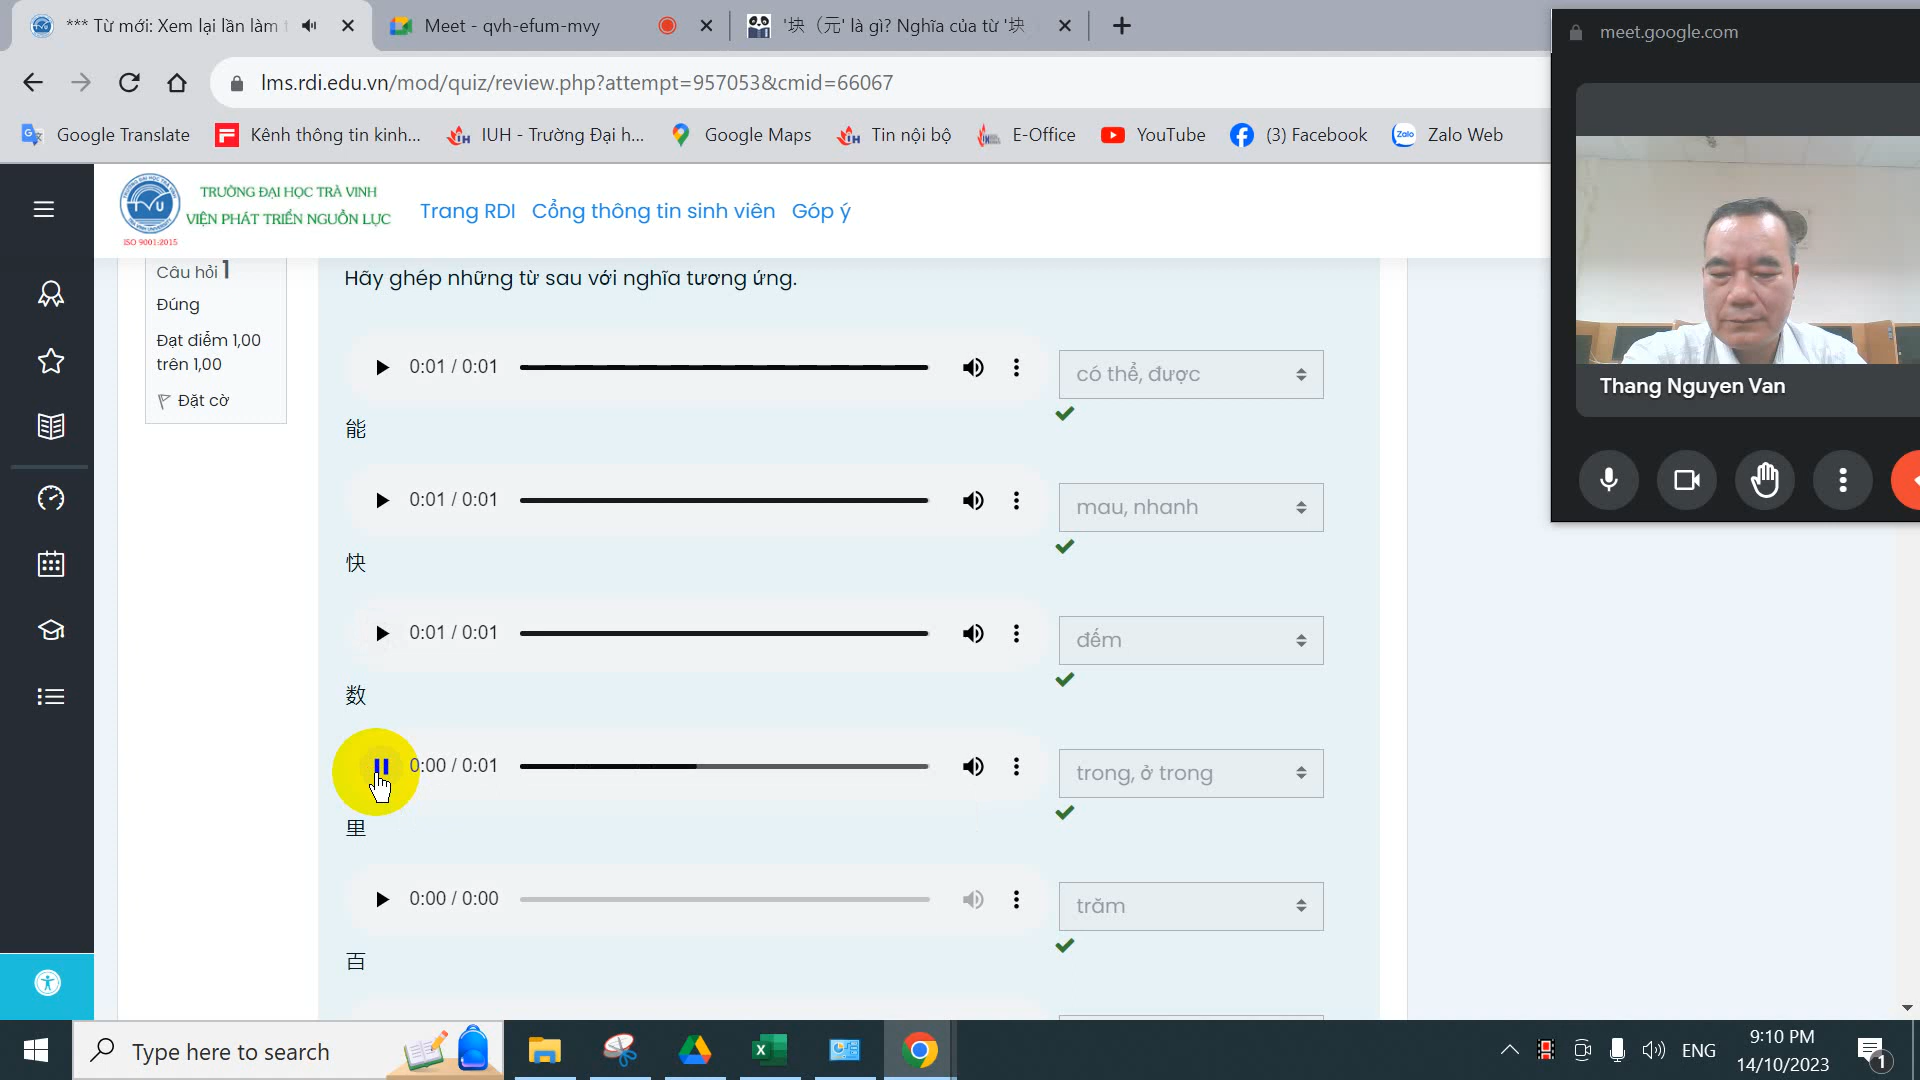 *** Từ mới: Xem lại lần làm
Meet - qvh-efum-mvy
'块（元' là gì? Nghĩa của từ '块
meet.google.com
lms.rdi.edu.vn/mod/quiz/review.php?attempt=957053&cmid=66067
Google Translate
Kênh thông tin kinh...
IUH - Trường Đại h...
Google Maps
Tin nội bộ
E-Office
YouTube
(3) Facebook
Zalo Web
TRƯỜNG ĐẠI HỌC TRÀ VINH
VIỆN PHÁT TRIỂN NGUỒN LỰC
ISO 9001:2015
Trang RDI
Cổng thông tin sinh viên
Góp ý
Câu hỏi 1
Đúng
Đạt điểm 1,00
trên 1,00
Đặt cờ
Hãy ghép những từ sau với nghĩa tương ứng.
0:01 / 0:01
có thể, được
能
0:01 / 0:01
mau, nhanh
快
0:01 / 0:01
đếm
数
0:00 / 0:01
trong, ở trong
里
0:00 / 0:00
trăm
百
Thang Nguyen Van
Type here to search
ENG
9:10 PM
14/10/2023
1